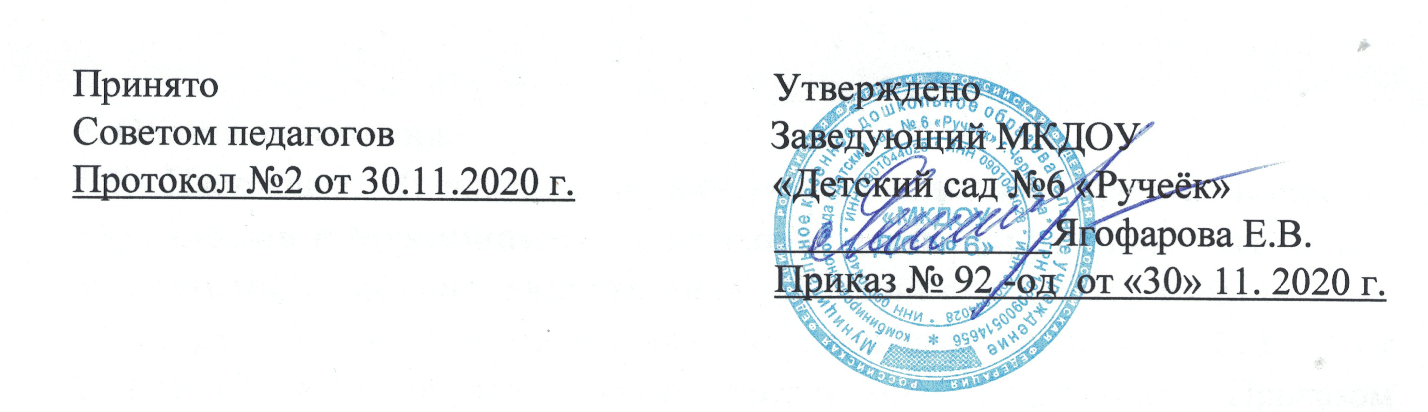 Принято
Советом педагогов
Протокол №2 от 30.11.2020 г.
Утверждено
Заведующий МКДОУ
«Детский сад №6 «Ручеёк»
Ягофарова Е.В.
Приказ № 92 -од от «30» 11. 2020 г.